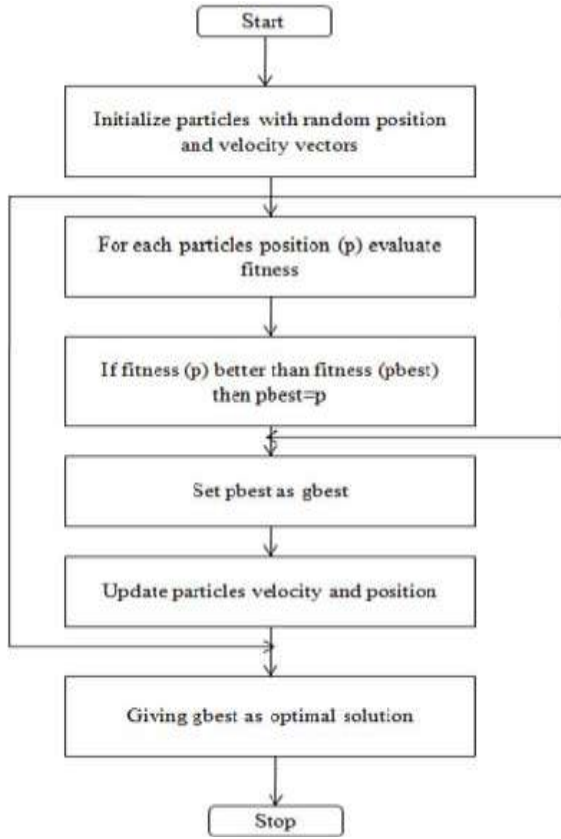 Start
Initialize particles with random position
and velocity vectors
For each particles position (p) evaluate
fitness
If fitness (p) better than fitness (pbest)
then pbest=p
Set pbest as gbest
Update particles velocity and position
Giving gbest as optimal solution
Stop